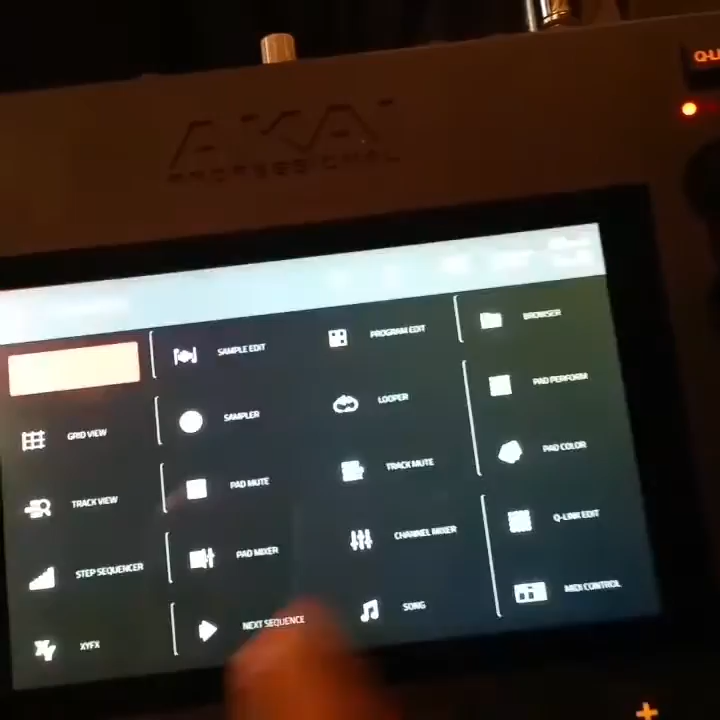 Q-LI
AKAI
PROFESSIONAL
SAMPLE EDIT
PROGRAM EDIT
BROWSER
GRID VIEW
SAMPLER
LOOPER
PAD PERFORM
TRACK VIEW
PAD MUTE
TRACK MUTE
PAD COLOR
STEP SEQUENCER
PAD MIXER
CHANNEL MIXER
Q-LINK EDIT
XY
XYFX
NEXT SEQUENCE
SONG
MIDI CONTROL
+